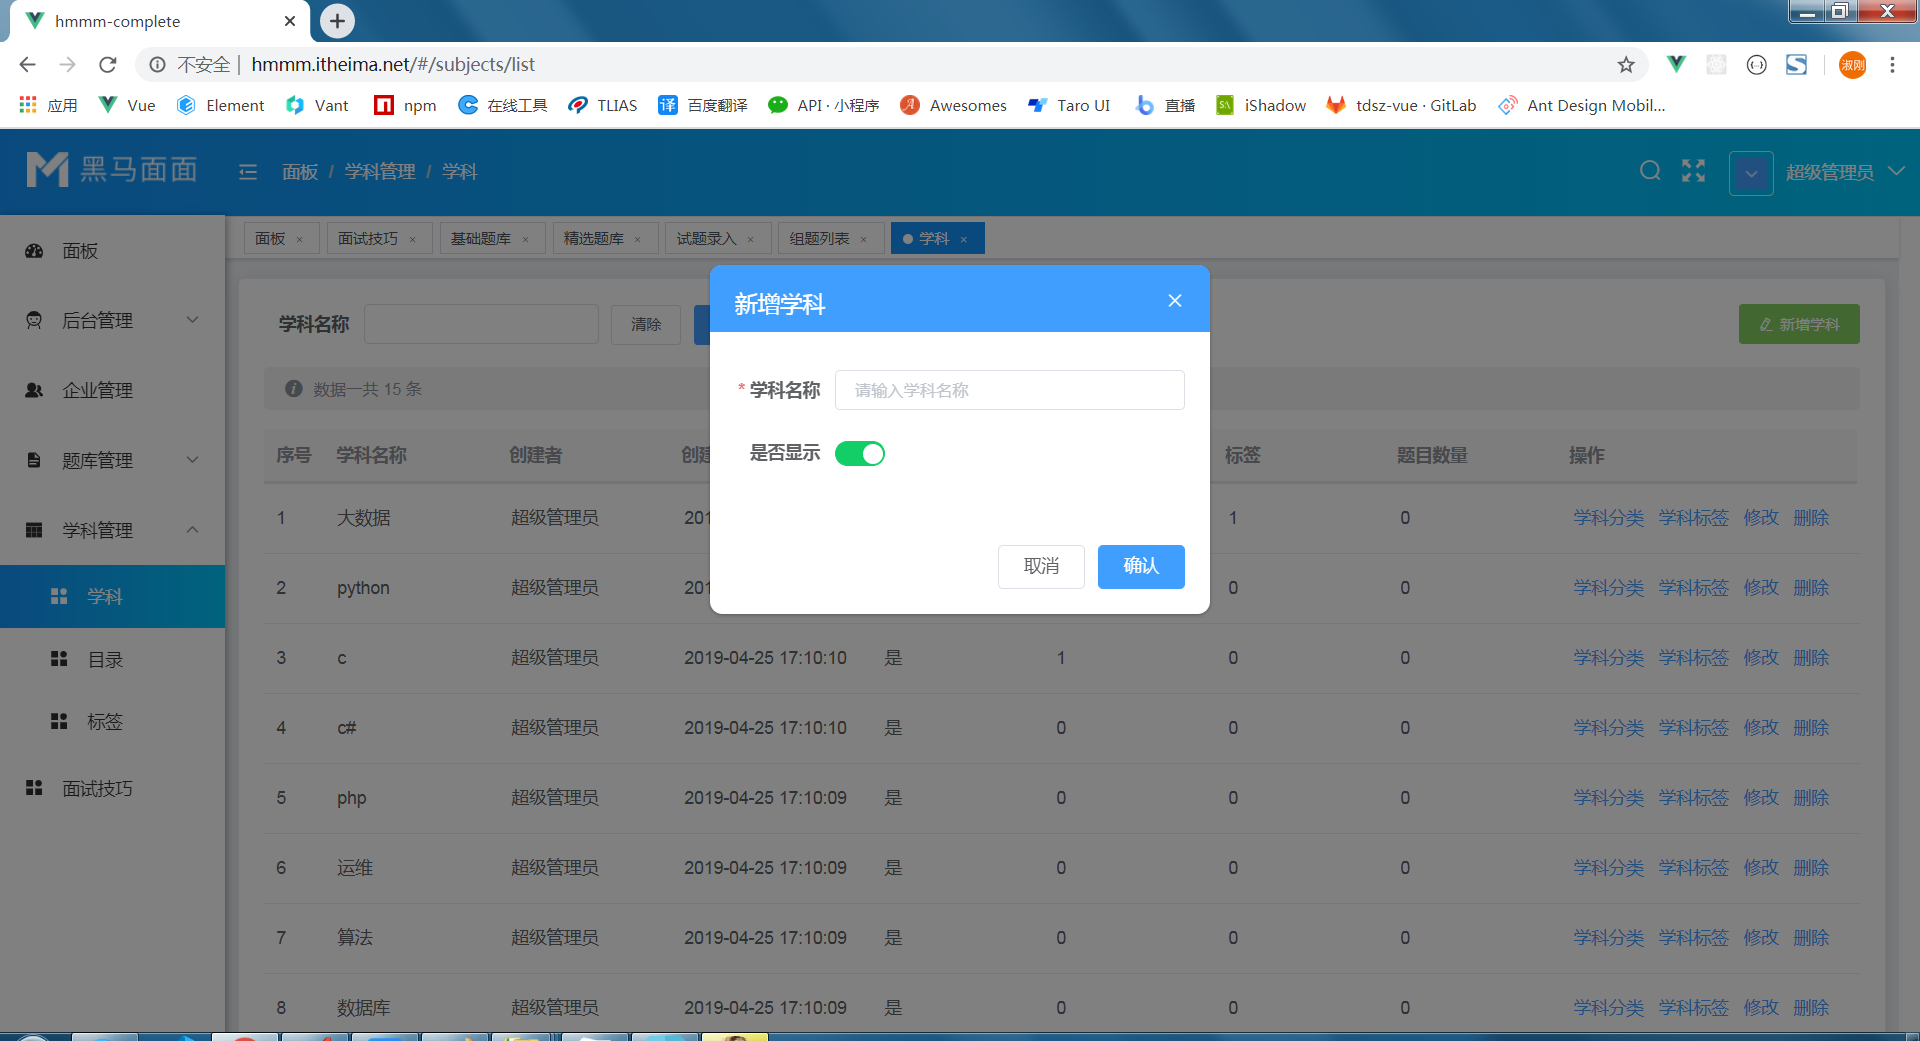 hmmm-complete
不安全 | hmmm.itheima.net/#/subjects/list
淑刚
应用 Vue Element Vant npm 在线工具 TLIAS 译 百度翻译 API · 小程序 Awesomes Taro UI 直播 iShadow tdsz-vue · GitLab Ant Design Mobil...
黑马面面 面板 / 学科管理 / 学科 超级管理员
面板 × 面试技巧 × 基础题库 × 精选题库 × 试题录入 × 组题列表 × 学科 ×
面板
后台管理
企业管理
题库管理
学科管理
学科
目录
标签
面试技巧
学科名称 清除 新增学科
数据一共 15 条
新增学科
* 学科名称 请输入学科名称
是否显示
取消 确认
序号 学科名称 创建者 标签 题目数量 操作
1 大数据 超级管理员 201 1 0 学科分类 学科标签 修改 删除
2 python 超级管理员 201 0 0 学科分类 学科标签 修改 删除
3 c 超级管理员 2019-04-25 17:10:10 是 1 0 0 学科分类 学科标签 修改 删除
4 c# 超级管理员 2019-04-25 17:10:10 是 0 0 0 学科分类 学科标签 修改 删除
5 php 超级管理员 2019-04-25 17:10:09 是 0 0 0 学科分类 学科标签 修改 删除
6 运维 超级管理员 2019-04-25 17:10:09 是 0 0 0 学科分类 学科标签 修改 删除
7 算法 超级管理员 2019-04-25 17:10:09 是 0 0 0 学科分类 学科标签 修改 删除
8 数据库 超级管理员 2019-04-25 17:10:09 是 0 0 0 学科分类 学科标签 修改 删除